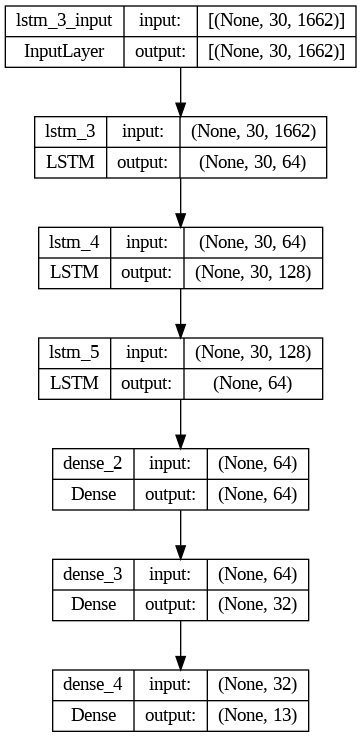 lstm_3_input input: [(None, 30, 1662)]
InputLayer output: [(None, 30, 1662)]
lstm_3 input: (None, 30, 1662)
LSTM output: (None, 30, 64)
lstm_4 input: (None, 30, 64)
LSTM output: (None, 30, 128)
lstm_5 input: (None, 30, 128)
LSTM output: (None, 64)
dense_2 input: (None, 64)
Dense output: (None, 64)
dense_3 input: (None, 64)
Dense output: (None, 32)
dense_4 input: (None, 32)
Dense output: (None, 13)